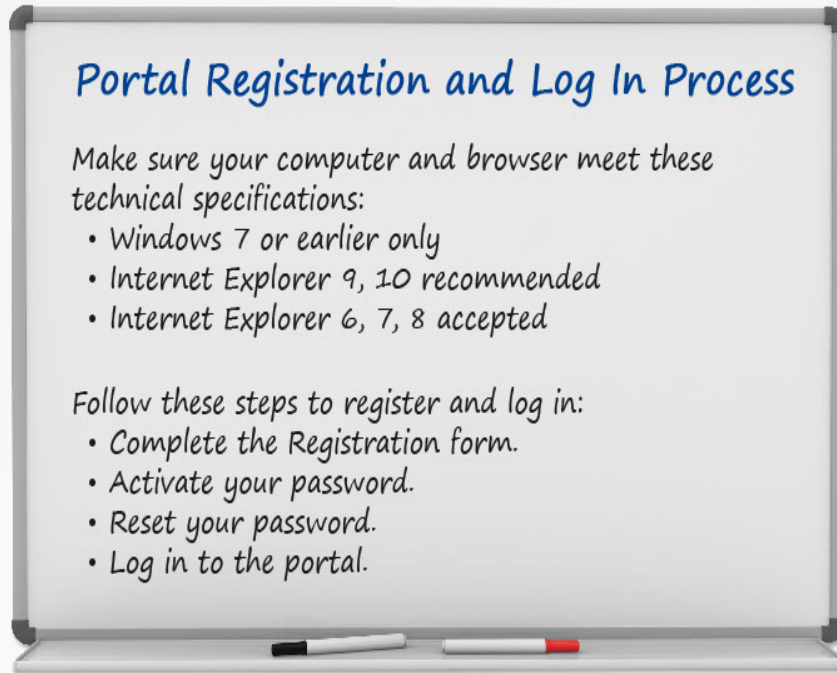 Portal Registration and Log In Process
Make sure your computer and browser meet these
technical specifications:
• Windows 7 or earlier only
• Internet Explorer 9, 10 recommended
• Internet Explorer 6, 7, 8 accepted
Follow these steps to register and log in:
• Complete the Registration form.
• Activate your password.
• Reset your password.
• Log in to the portal.